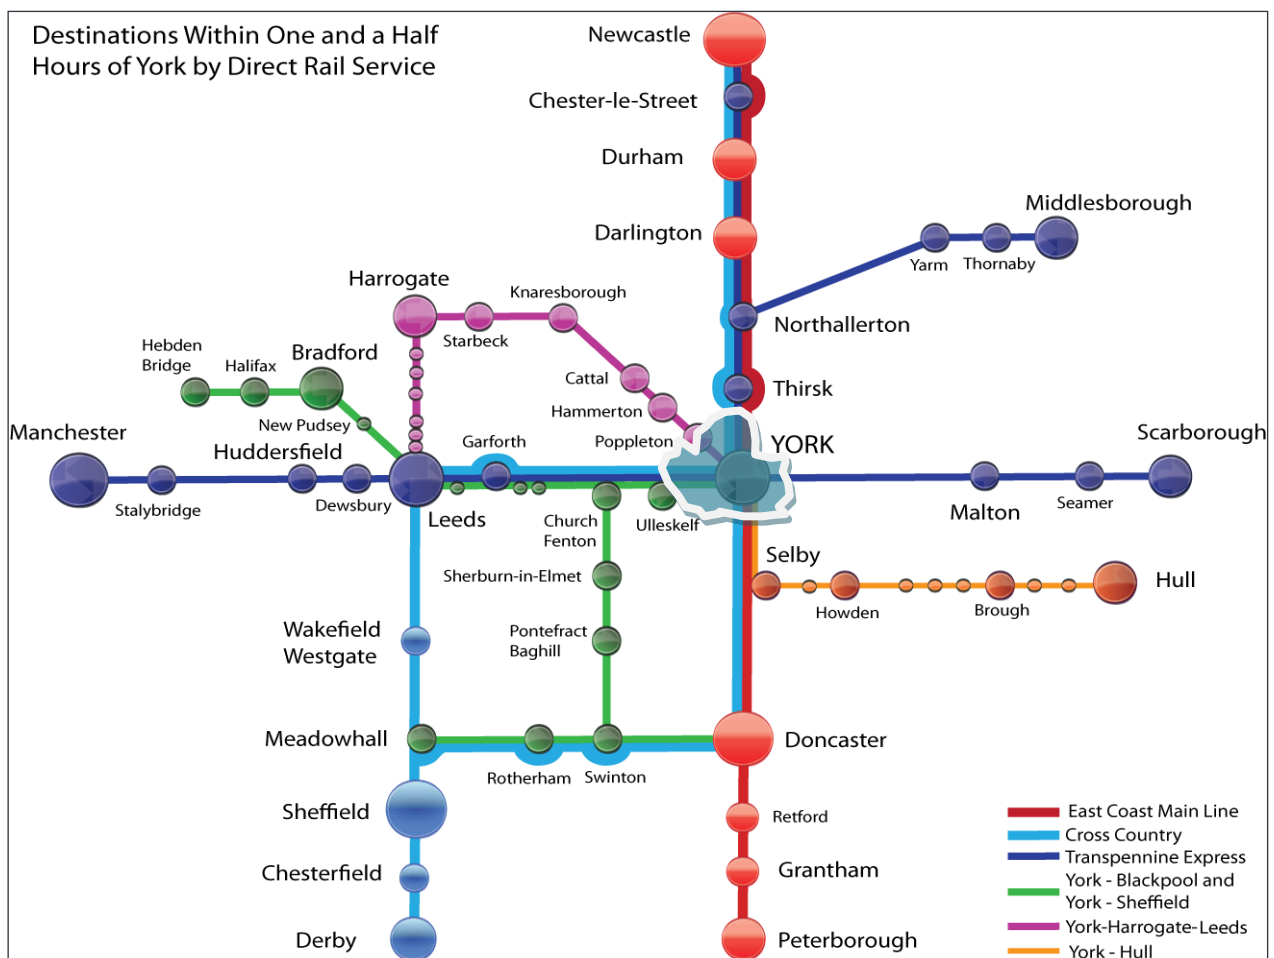 Destinations Within One and a Half
Hours of York by Direct Rail Service
Newcastle
Chester-le-Street
Durham
Darlington
Middlesborough
Yarm
Thornaby
Harrogate
Knaresborough
Starbeck
Northallerton
Hebden
Bridge
Halifax
Bradford
Cattal
Thirsk
Hammerton
New Pudsey
Manchester
Huddersfield
Garforth
Poppleton
YORK
Scarborough
Stalybridge
Dewsbury
Leeds
Church
Fenton
Ulleskelf
Malton
Seamer
Selby
Sherburn-in-Elmet
Howden
Brough
Hull
Wakefield
Westgate
Pontefract
Baghill
Meadowhall
Rotherham
Swinton
Doncaster
Sheffield
Retford
Chesterfield
Grantham
Derby
Peterborough
East Coast Main Line
Cross Country
Transpennine Express
York - Blackpool and
York - Sheffield
York-Harrogate-Leeds
York - Hull